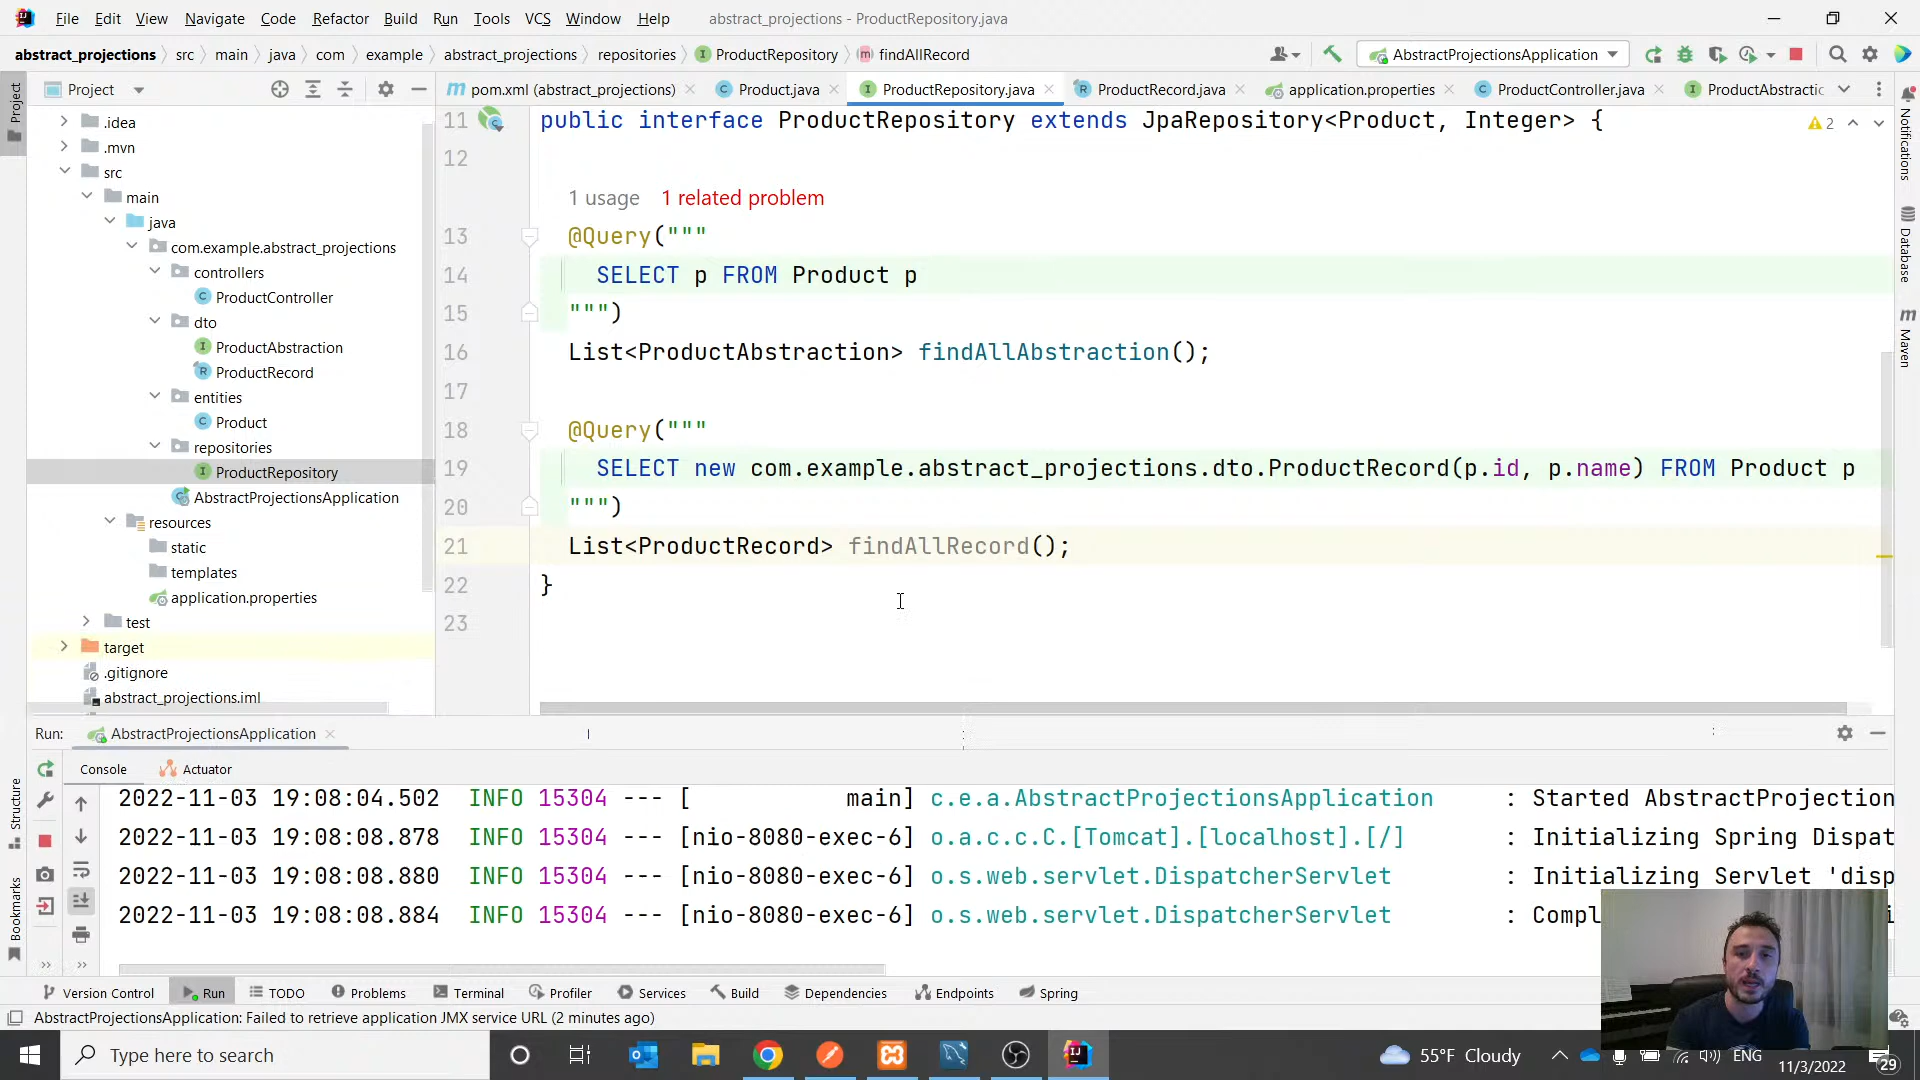 File Edit View Navigate Code Refactor Build Run Tools VCS Window Help abstract_projections - ProductRepository.java
abstract_projections src main java com example abstract_projections repositories ProductRepository findAllRecord AbstractProjectionsApplication
Project
pom.xml (abstract_projections) Product.java ProductRepository.java ProductRecord.java application.properties ProductController.java ProductAbstractic
.idea
.mvn
src
main
java
com.example.abstract_projections
controllers
ProductController
dto
ProductAbstraction
ProductRecord
entities
Product
repositories
ProductRepository
AbstractProjectionsApplication
resources
static
templates
application.properties
test
target
.gitignore
abstract_projections.iml
11 public interface ProductRepository extends JpaRepository<Product, Integer> {
2
12
1 usage 1 related problem
13 @Query("""
14 SELECT p FROM Product p
15 """)
16 List<ProductAbstraction> findAllAbstraction();
17
18 @Query("""
19 SELECT new com.example.abstract_projections.dto.ProductRecord(p.id, p.name) FROM Product p
20 """)
21 List<ProductRecord> findAllRecord();
22 }
23
Project
Structure
Bookmarks
Notifications
Database
Maven
Run: AbstractProjectionsApplication
Console Actuator
2022-11-03 19:08:04.502 INFO 15304 --- [ main] c.e.a.AbstractProjectionsApplication : Started AbstractProjection
2022-11-03 19:08:08.878 INFO 15304 --- [nio-8080-exec-6] o.a.c.c.C.[Tomcat].[localhost].[/] : Initializing Spring Dispat
2022-11-03 19:08:08.880 INFO 15304 --- [nio-8080-exec-6] o.s.web.servlet.DispatcherServlet : Initializing Servlet 'disp
2022-11-03 19:08:08.884 INFO 15304 --- [nio-8080-exec-6] o.s.web.servlet.DispatcherServlet : Compl
Version Control Run TODO Problems Terminal Profiler Services Build Dependencies Endpoints Spring
AbstractProjectionsApplication: Failed to retrieve application JMX service URL (2 minutes ago)
Type here to search
55°F Cloudy
ENG
11/3/2022
29